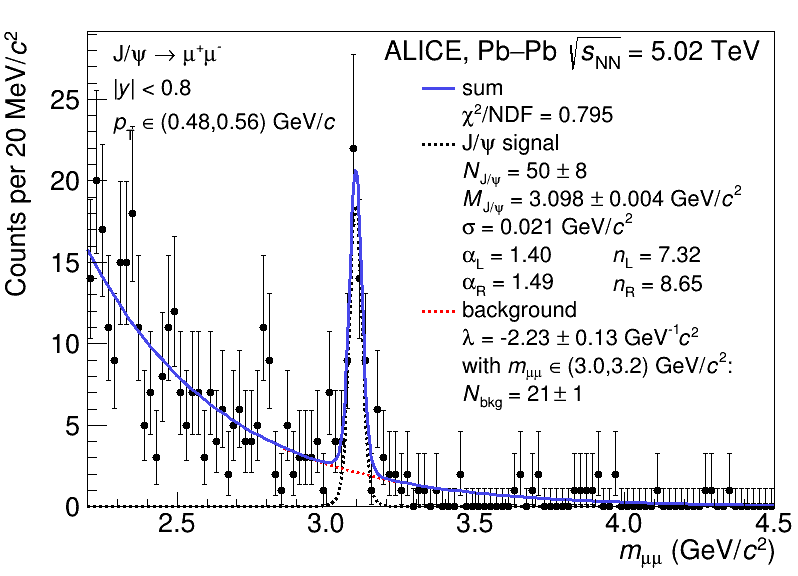 J/ψ → μ⁺μ⁻
|y| < 0.8
p_T ∈ (0.48,0.56) GeV/c
ALICE, Pb–Pb √s_NN = 5.02 TeV
sum
χ²/NDF = 0.795
J/ψ signal
N_J/ψ = 50 ± 8
M_J/ψ = 3.098 ± 0.004 GeV/c²
σ = 0.021 GeV/c²
α_L = 1.40 n_L = 7.32
α_R = 1.49 n_R = 8.65
background
λ = -2.23 ± 0.13 GeV⁻¹c²
with m_μμ ∈ (3.0,3.2) GeV/c²:
N_bkg = 21 ± 1
Counts per 20 MeV/c²
25
20
15
10
5
0
2.5 3.0 3.5 4.0 4.5
m_μμ (GeV/c²)